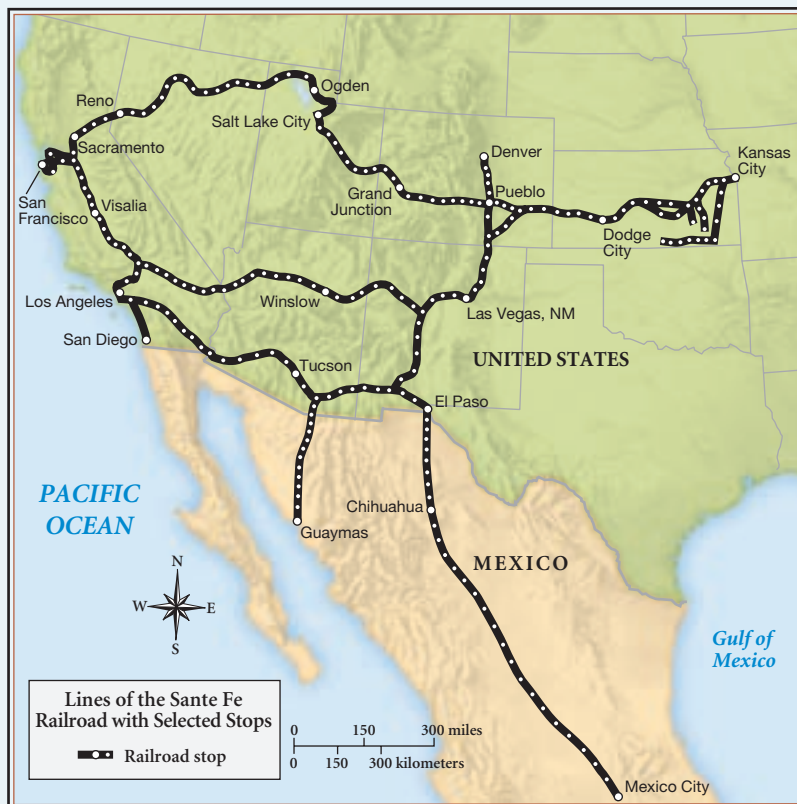 Ogden
Reno
Salt Lake City
Sacramento
Denver
Kansas
City
San
Francisco
Grand
Junction
Pueblo
Visalia
Dodge
City
Los Angeles
Winslow
Las Vegas, NM
San Diego
UNITED STATES
Tucson
El Paso
PACIFIC
OCEAN
Chihuahua
Guaymas
MEXICO
N
W
E
S
Gulf of
Mexico
Lines of the Sante Fe
Railroad with Selected Stops
Railroad stop
0 150 300 miles
0 150 300 kilometers
Mexico City